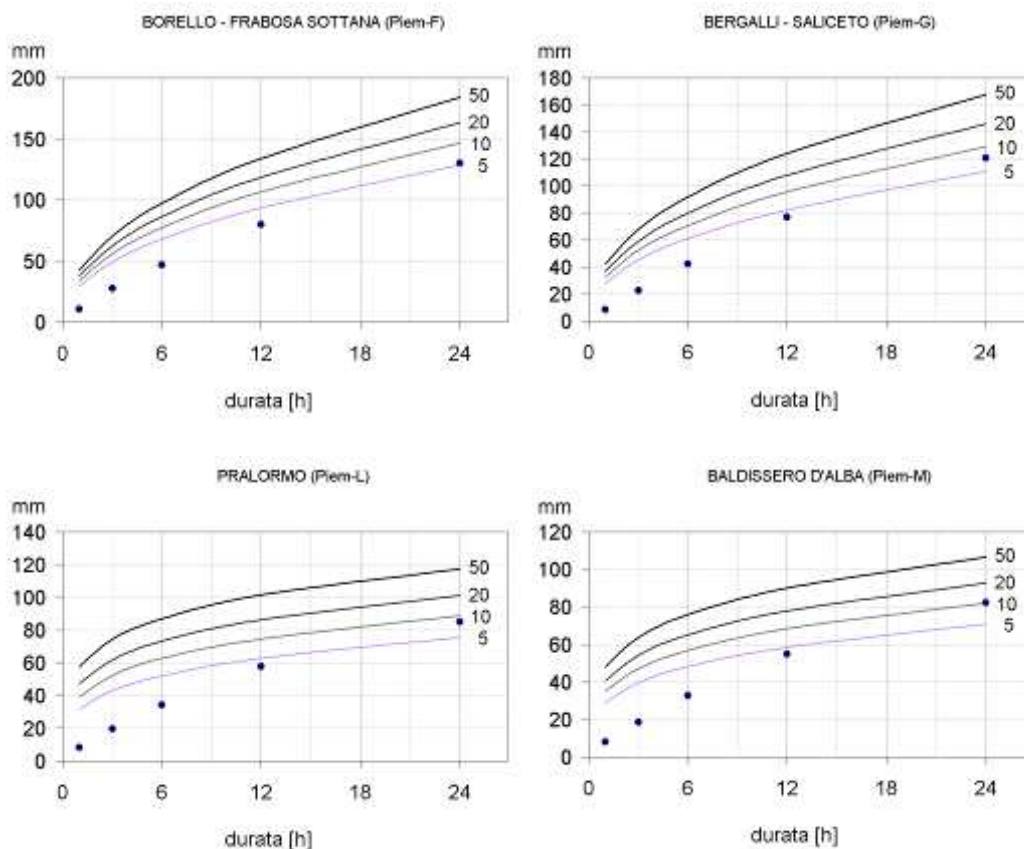 BORELLO - FRABOSA SOTTANA (Piem-F)
mm
200
150
100
50
0
50
20
10
5
0 6 12 18 24
durata [h]
BERGALLI - SALICETO (Piem-G)
mm
180
160
140
120
100
80
60
40
20
0
50
20
10
5
0 6 12 18 24
durata [h]
PRALORMO (Piem-L)
mm
140
120
100
80
60
40
20
0
50
20
10
5
0 6 12 18 24
durata [h]
BALDISSERO D'ALBA (Piem-M)
mm
120
100
80
60
40
20
0
50
20
10
5
0 6 12 18 24
durata [h]